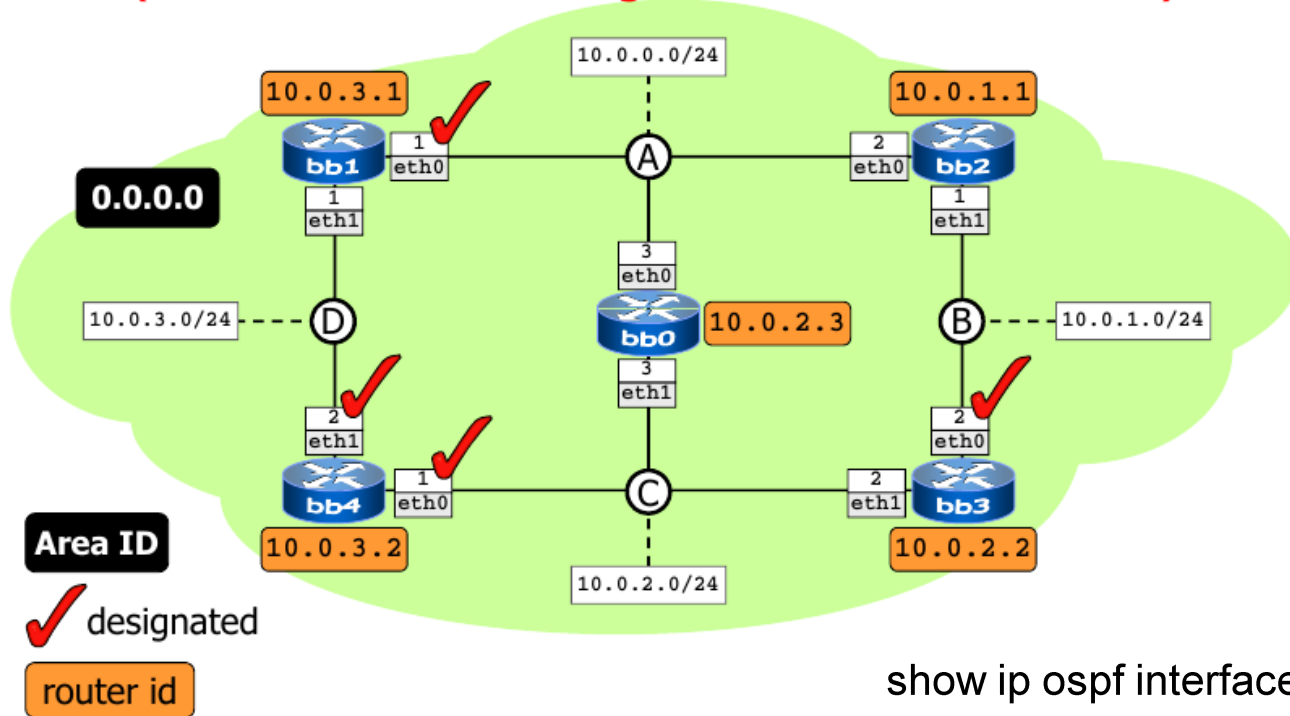 10.0.0.0/24
10.0.3.1
10.0.1.1
1
eth0
A
2
eth0
bb1
bb2
0.0.0.0
1
eth1
1
eth1
3
eth0
10.0.3.0/24
D
bb0
10.0.2.3
B
10.0.1.0/24
3
eth1
2
eth1
2
eth0
bb4
1
eth0
C
2
eth1
bb3
Area ID
10.0.3.2
10.0.2.2
10.0.2.0/24
designated
router id
show ip ospf interface